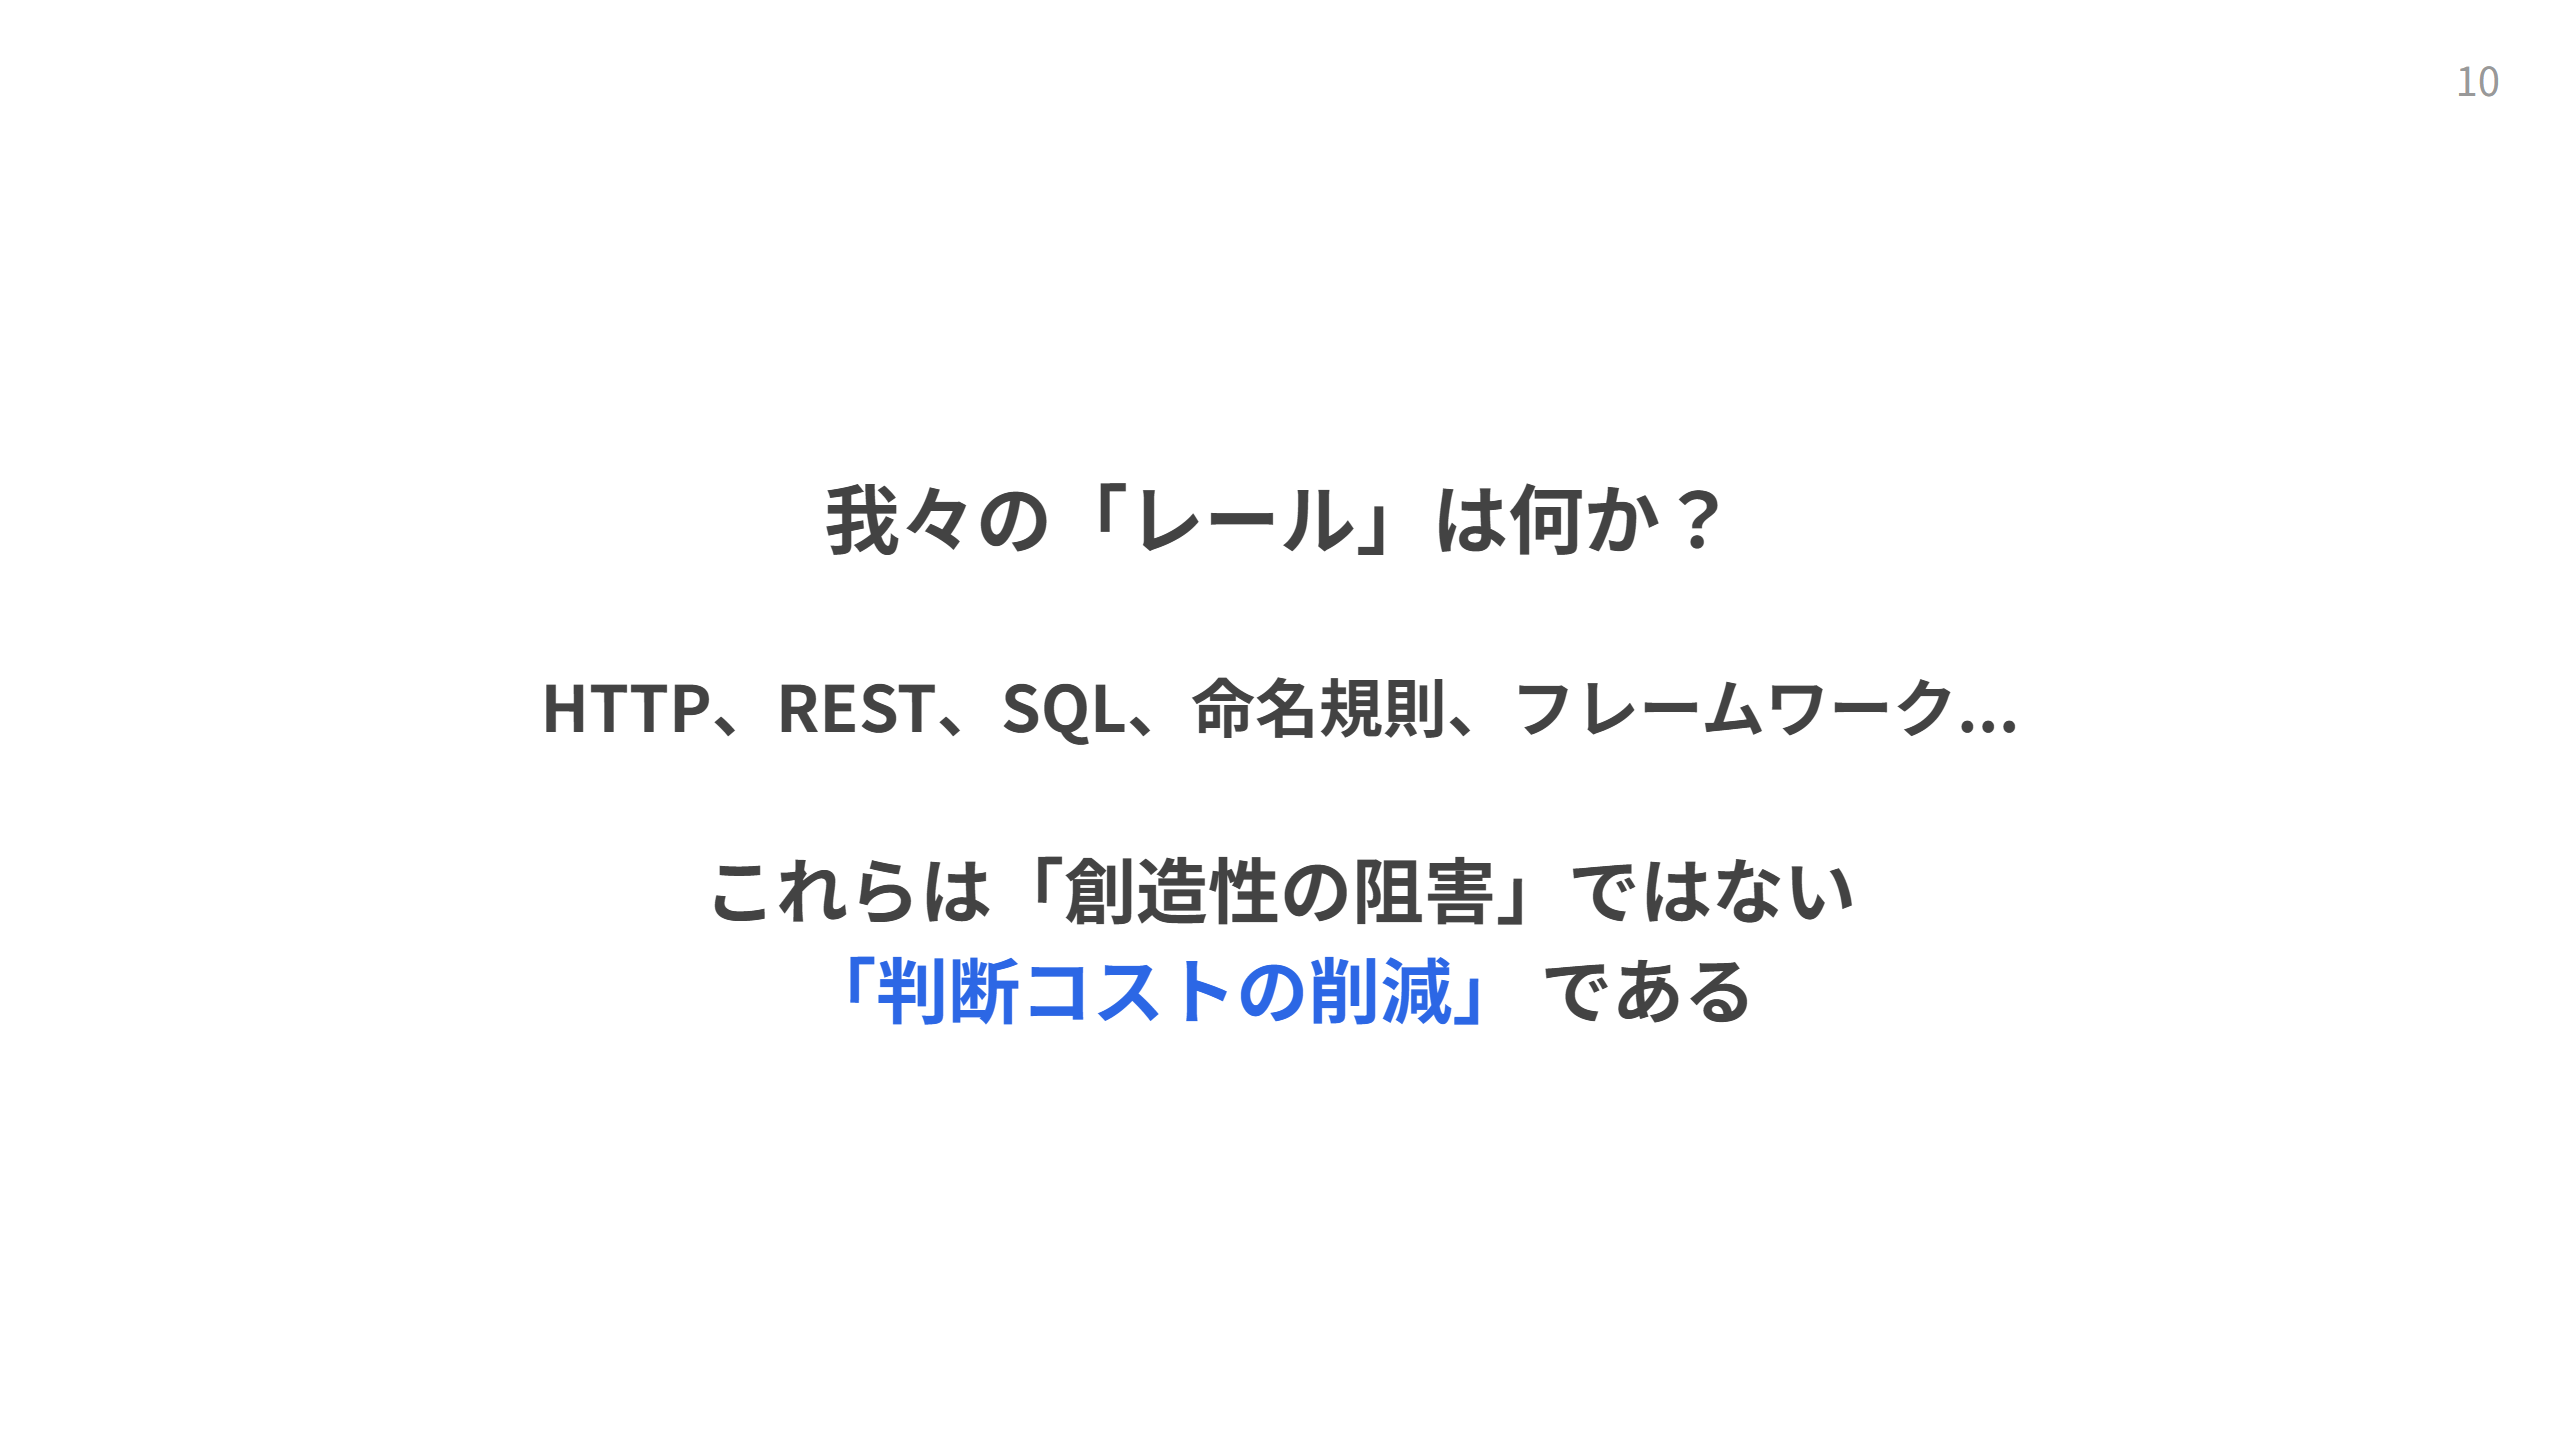 10
我々の「レール」は何か？
HTTP、REST、SQL、命名規則、フレームワーク...
これらは「創造性の阻害」ではない
「判断コストの削減」 である